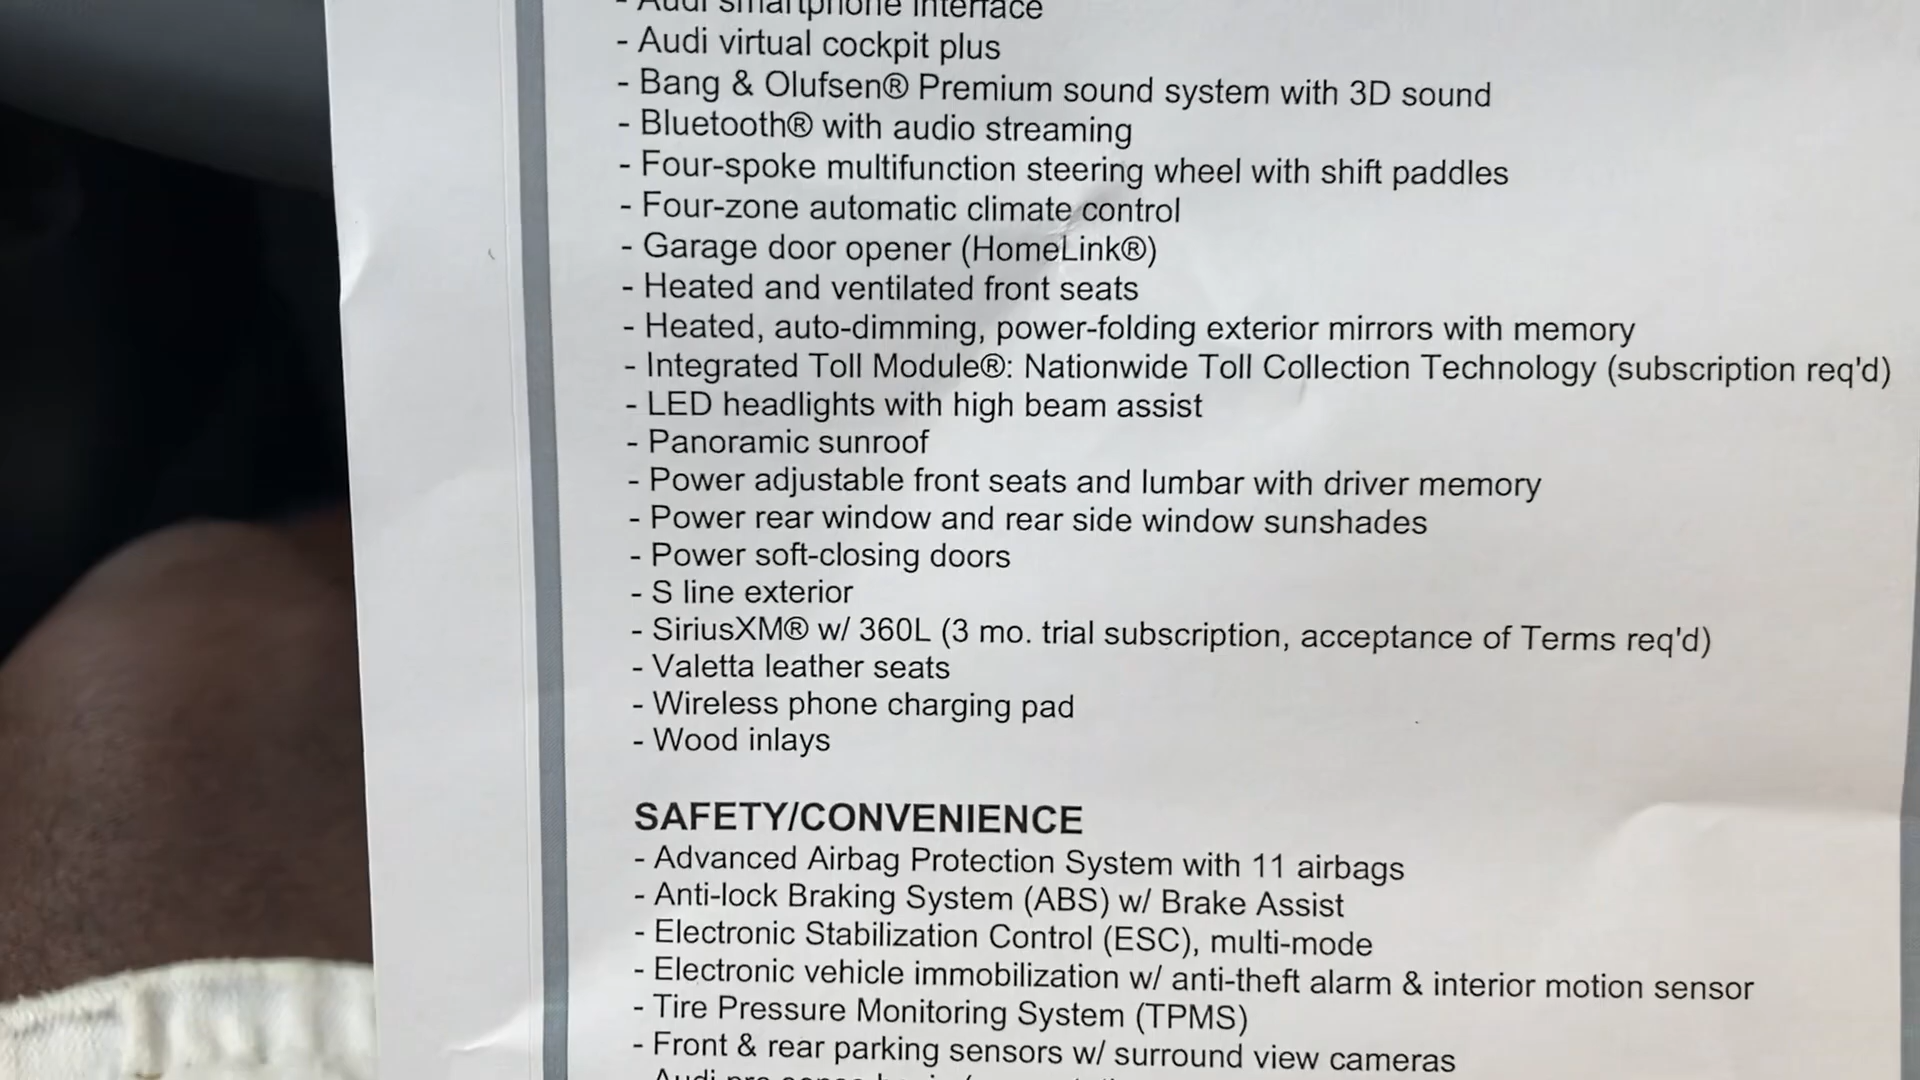 - Audi smartphone interface
- Audi virtual cockpit plus
- Bang & Olufsen® Premium sound system with 3D sound
- Bluetooth® with audio streaming
- Four-spoke multifunction steering wheel with shift paddles
- Four-zone automatic climate control
- Garage door opener (HomeLink®)
- Heated and ventilated front seats
- Heated, auto-dimming, power-folding exterior mirrors with memory
- Integrated Toll Module®: Nationwide Toll Collection Technology (subscription req'd)
- LED headlights with high beam assist
- Panoramic sunroof
- Power adjustable front seats and lumbar with driver memory
- Power rear window and rear side window sunshades
- Power soft-closing doors
- S line exterior
- SiriusXM® w/ 360L (3 mo. trial subscription, acceptance of Terms req'd)
- Valetta leather seats
- Wireless phone charging pad
- Wood inlays
SAFETY/CONVENIENCE
- Advanced Airbag Protection System with 11 airbags
- Anti-lock Braking System (ABS) w/ Brake Assist
- Electronic Stabilization Control (ESC), multi-mode
- Electronic vehicle immobilization w/ anti-theft alarm & interior motion sensor
- Tire Pressure Monitoring System (TPMS)
- Front & rear parking sensors w/ surround view cameras
Audi pre sense